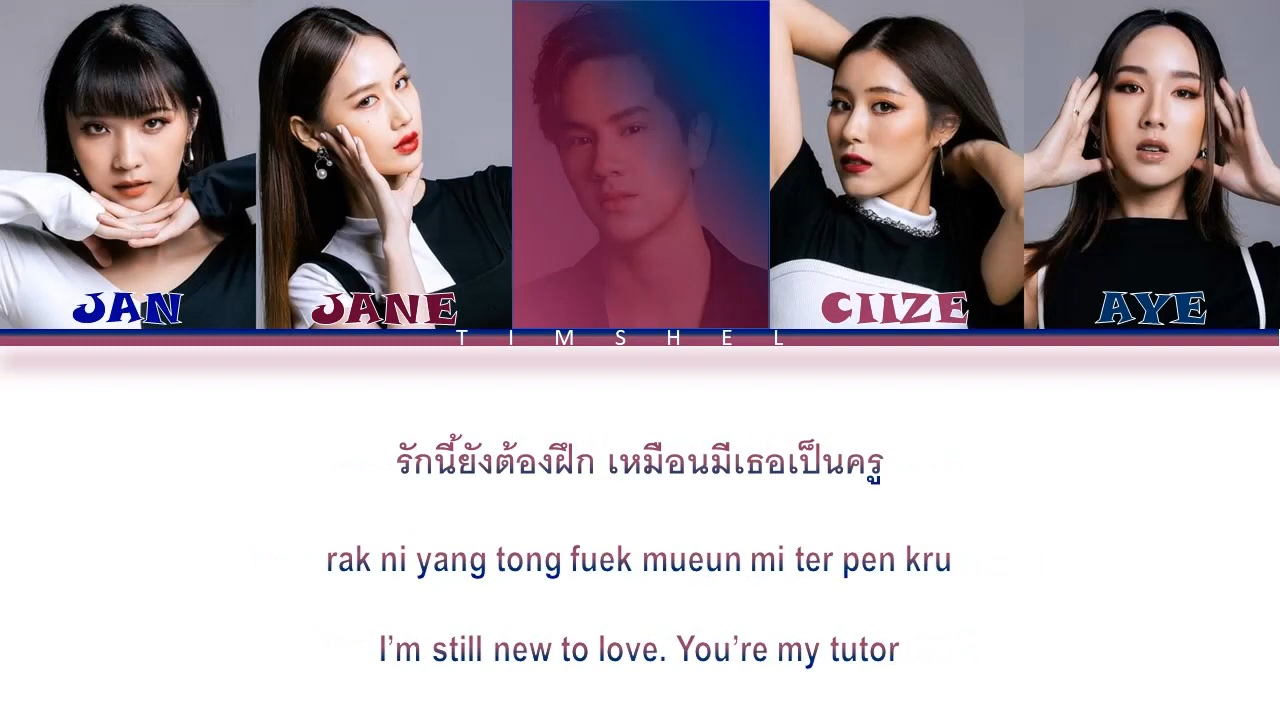 JAN JANE CIIZE AYE
TIMSHEL
รักนี้ยังต้องฝึก เหมือนมีเธอเป็นครู
rak ni yang tong fuek mueun mi ter pen kru
I’m still new to love. You’re my tutor